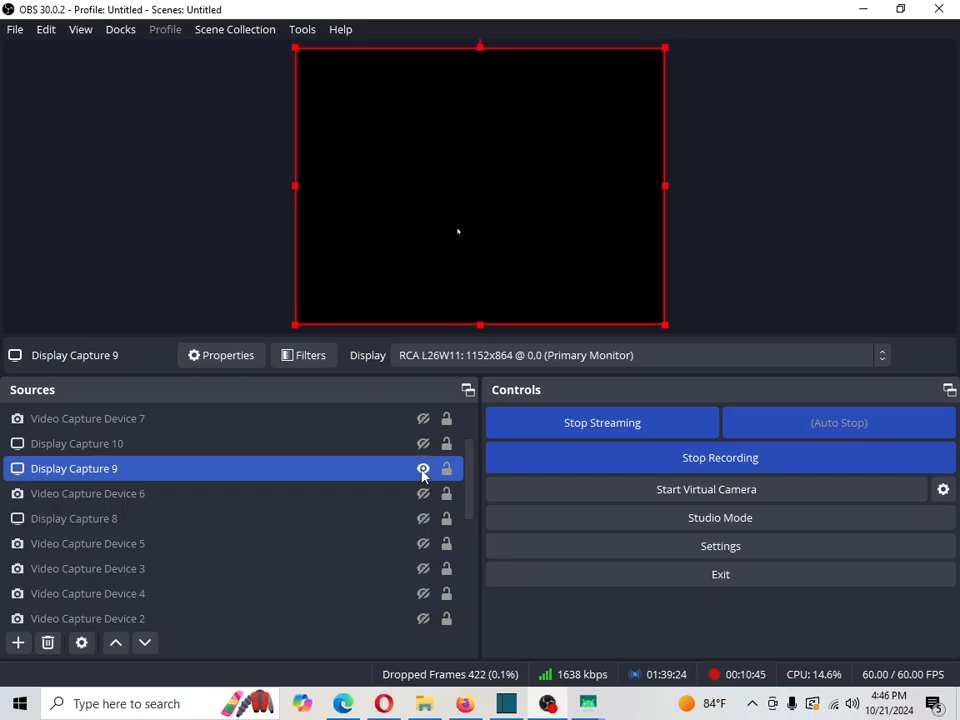 OBS 30.0.2 - Profile: Untitled - Scenes: Untitled
File Edit View Docks Profile Scene Collection Tools Help
Display Capture 9 Properties Filters Display RCA L26W11: 1152x864 @ 0,0 (Primary Monitor)
Sources
Video Capture Device 7
Display Capture 10
Display Capture 9
Video Capture Device 6
Display Capture 8
Video Capture Device 5
Video Capture Device 3
Video Capture Device 4
Video Capture Device 2
Controls
Stop Streaming (Auto Stop)
Stop Recording
Start Virtual Camera
Studio Mode
Settings
Exit
Dropped Frames 422 (0.1%) 1638 kbps 01:39:24 00:10:45 CPU: 14.6% 60.00 / 60.00 FPS
Type here to search 84°F 4:46 PM
10/21/2024 5